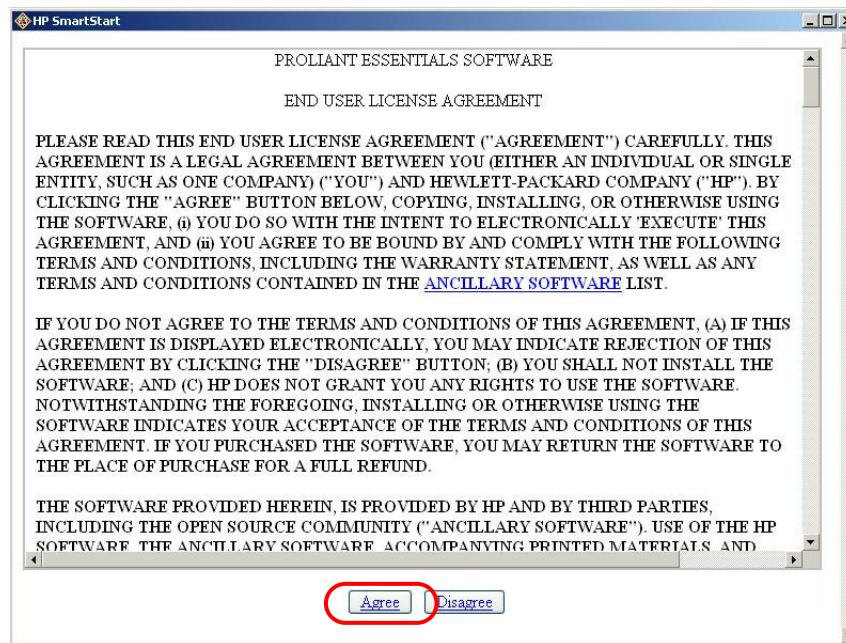 HP SmartStart
PROLIANT ESSENTIALS SOFTWARE
END USER LICENSE AGREEMENT
PLEASE READ THIS END USER LICENSE AGREEMENT ("AGREEMENT") CAREFULLY. THIS
AGREEMENT IS A LEGAL AGREEMENT BETWEEN YOU (EITHER AN INDIVIDUAL OR SINGLE
ENTITY, SUCH AS ONE COMPANY) ("YOU") AND HEWLETT-PACKARD COMPANY ("HP"). BY
CLICKING THE "AGREE" BUTTON BELOW, COPYING, INSTALLING, OR OTHERWISE USING
THE SOFTWARE, (i) YOU DO SO WITH THE INTENT TO ELECTRONICALLY 'EXECUTE' THIS
AGREEMENT, AND (ii) YOU AGREE TO BE BOUND BY AND COMPLY WITH THE FOLLOWING
TERMS AND CONDITIONS, INCLUDING THE WARRANTY STATEMENT, AS WELL AS ANY
TERMS AND CONDITIONS CONTAINED IN THE ANCILLARY SOFTWARE LIST.
IF YOU DO NOT AGREE TO THE TERMS AND CONDITIONS OF THIS AGREEMENT, (A) IF THIS
AGREEMENT IS DISPLAYED ELECTRONICALLY, YOU MAY INDICATE REJECTION OF THIS
AGREEMENT BY CLICKING THE "DISAGREE" BUTTON; (B) YOU SHALL NOT INSTALL THE
SOFTWARE; AND (C) HP DOES NOT GRANT YOU ANY RIGHTS TO USE THE SOFTWARE.
NOTWITHSTANDING THE FOREGOING, INSTALLING OR OTHERWISE USING THE
SOFTWARE INDICATES YOUR ACCEPTANCE OF THE TERMS AND CONDITIONS OF THIS
AGREEMENT. IF YOU PURCHASED THE SOFTWARE, YOU MAY RETURN THE SOFTWARE TO
THE PLACE OF PURCHASE FOR A FULL REFUND.
THE SOFTWARE PROVIDED HEREIN, IS PROVIDED BY HP AND BY THIRD PARTIES,
INCLUDING THE OPEN SOURCE COMMUNITY ("ANCILLARY SOFTWARE"). USE OF THE HP
SOFTWARE, THE ANCILLARY SOFTWARE, ACCOMPANYING PRINTED MATERIALS, AND
Agree Disagree